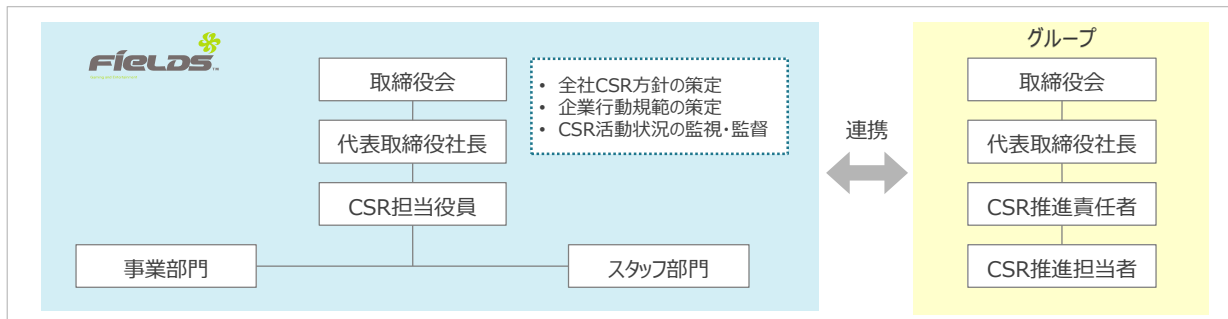 FIELDS
取締役会
代表取締役社長
CSR担当役員
事業部門
スタッフ部門
• 全社CSR方針の策定
• 企業行動規範の策定
• CSR活動状況の監視・監督
連携
グループ
取締役会
代表取締役社長
CSR推進責任者
CSR推進担当者